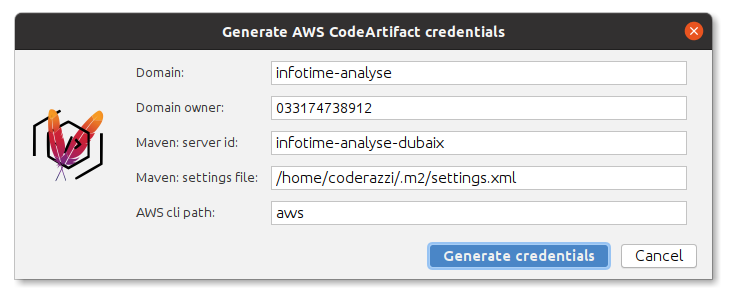 Generate AWS CodeArtifact credentials
Domain: infotime-analyse
Domain owner: 033174738912
Maven: server id: infotime-analyse-dubaix
Maven: settings file: /home/coderazzi/.m2/settings.xml
AWS cli path: aws
Generate credentials Cancel